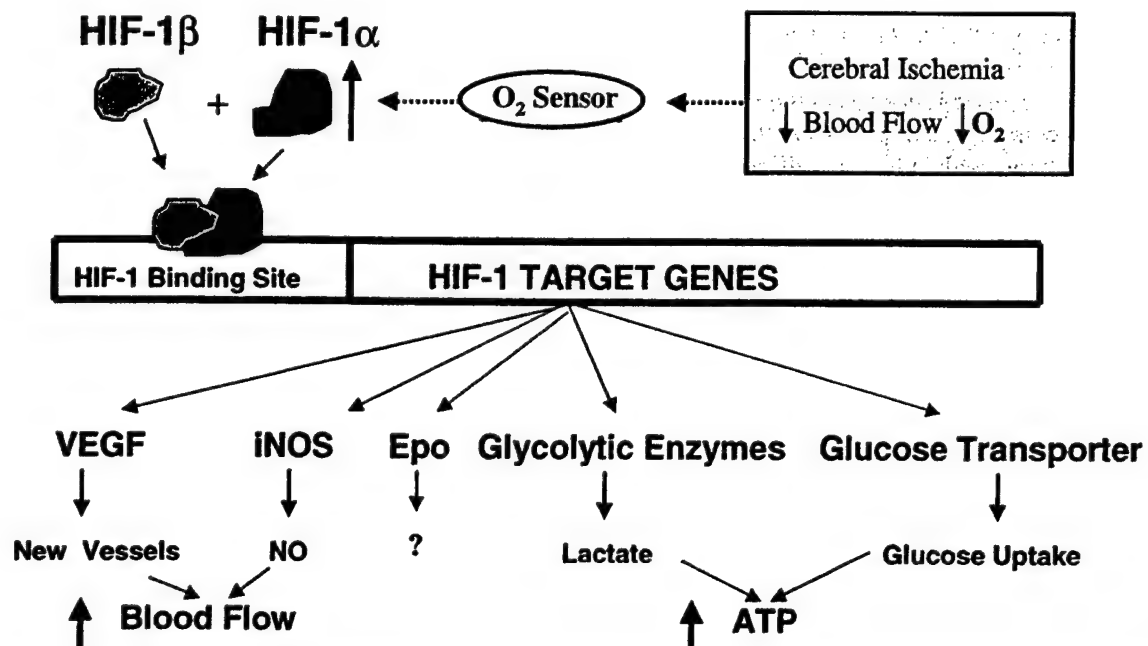 HIF-1β HIF-1α
Cerebral Ischemia
+ O₂ Sensor
Blood Flow O₂
HIF-1 Binding Site HIF-1 TARGET GENES
VEGF iNOS Epo Glycolytic Enzymes Glucose Transporter
New Vessels NO ? Lactate Glucose Uptake
Blood Flow ATP